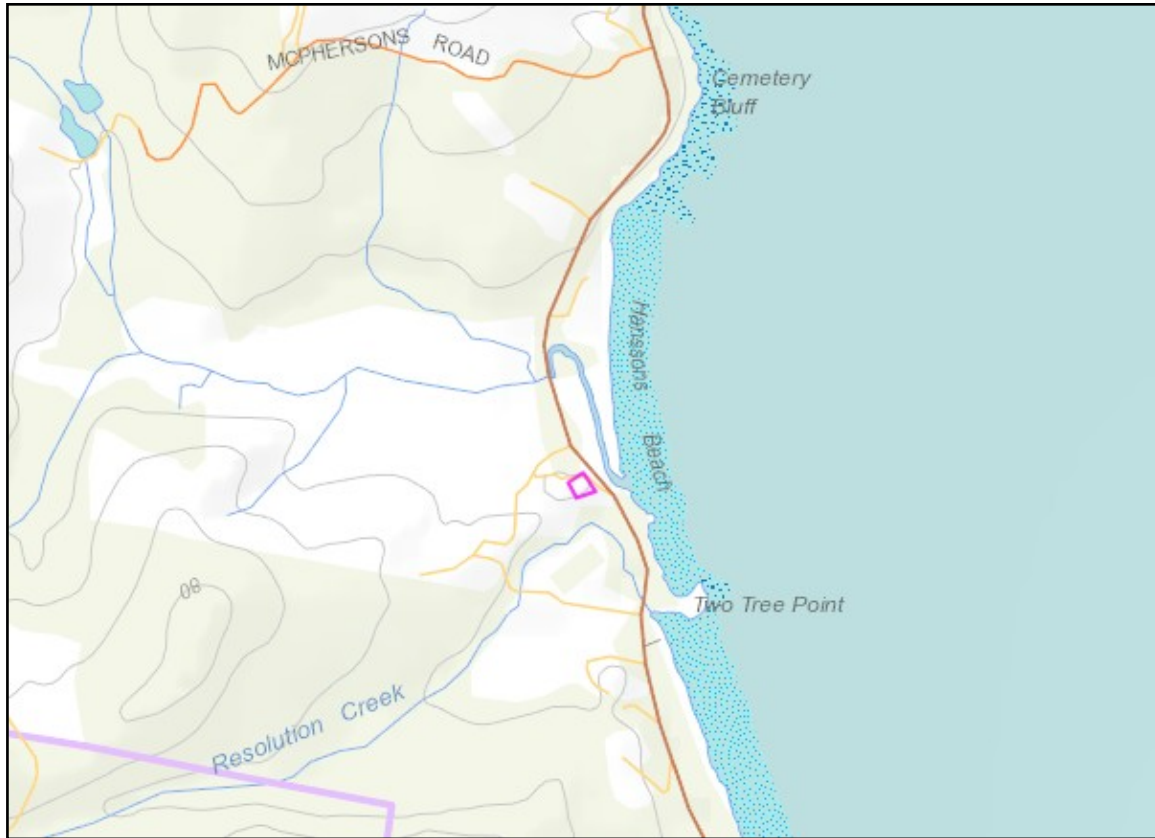 MCPHERSONS ROAD
Cemetery
Bluff
Hanssons
Beach
Two Tree Point
80
Resolution Creek